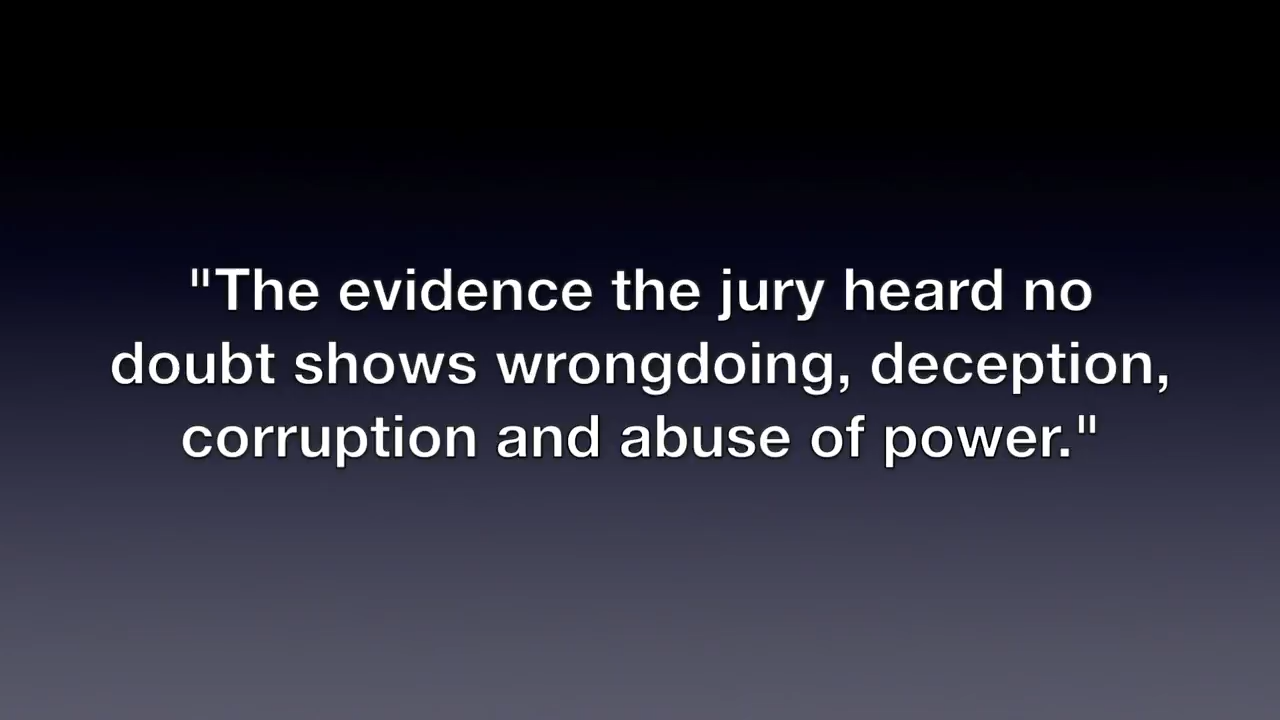 "The evidence the jury heard no
doubt shows wrongdoing, deception,
corruption and abuse of power."